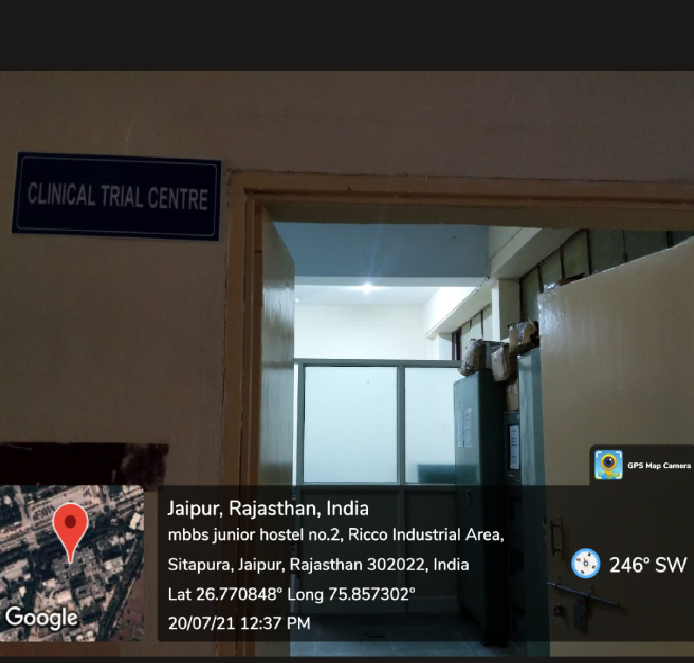 CLINICAL TRIAL CENTRE
GPS Map Camera
Jaipur, Rajasthan, India
mbbs junior hostel no.2, Ricco Industrial Area,
Sitapura, Jaipur, Rajasthan 302022, India
Lat 26.770848° Long 75.857302°
20/07/21 12:37 PM
246° SW
Google